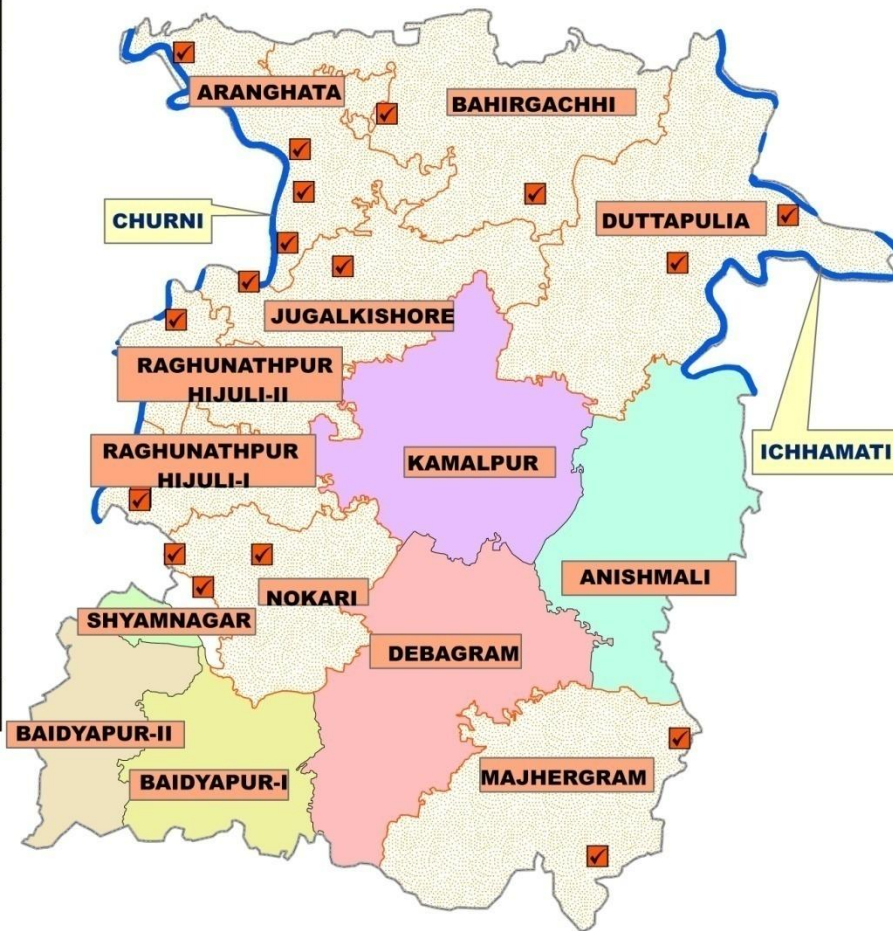 ARANGHATA
BAHIRGACHHI
CHURNI
DUTTAPULIA
JUGALKISHORE
RAGHUNATHPUR
HIJULI-II
RAGHUNATHPUR
HIJULI-I
KAMALPUR
ICHHAMATI
ANISHMALI
NOKARI
SHYAMNAGAR
DEBAGRAM
BAIDYAPUR-II
BAIDYAPUR-I
MAJHERGRAM